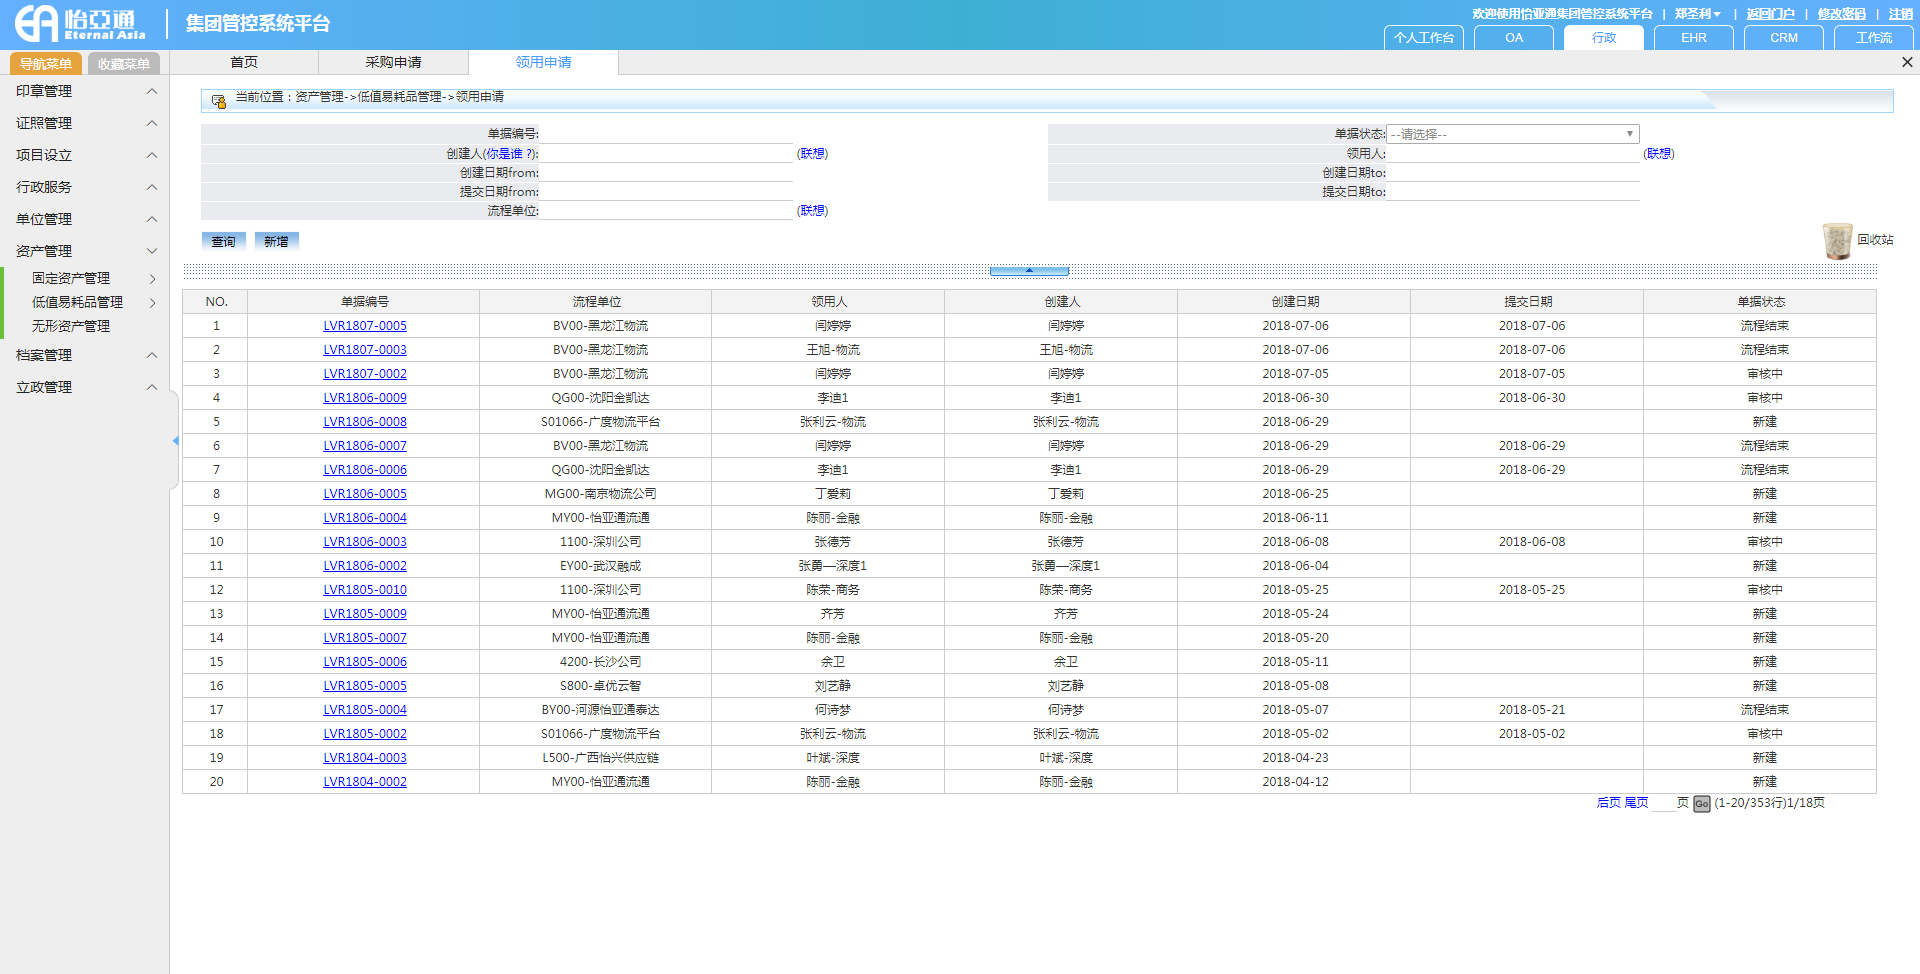 怡亞通 Eternal Asia 集团管控系统平台
欢迎使用怡亚通集团管控系统平台 | 郑圣利 | 返回门户 | 修改密码 | 注销
个人工作台 OA 行政 EHR CRM 工作流
导航菜单 收藏菜单 首页 采购申请 领用申请
印章管理
证照管理
项目设立
行政服务
单位管理
资产管理
固定资产管理
低值易耗品管理
无形资产管理
档案管理
立政管理
当前位置：资产管理->低值易耗品管理->领用申请
单据编号: 单据状态: --请选择--
创建人(你是谁 ?): (联想) 领用人: (联想)
创建日期from: 创建日期to:
提交日期from: 提交日期to:
流程单位: (联想)
查询 新增 回收站
NO. 单据编号 流程单位 领用人 创建人 创建日期 提交日期 单据状态
1 LVR1807-0005 BV00-黑龙江物流 闫婷婷 闫婷婷 2018-07-06 2018-07-06 流程结束
2 LVR1807-0003 BV00-黑龙江物流 王旭-物流 王旭-物流 2018-07-06 2018-07-06 流程结束
3 LVR1807-0002 BV00-黑龙江物流 闫婷婷 闫婷婷 2018-07-05 2018-07-05 审核中
4 LVR1806-0009 QG00-沈阳金凯达 李迪1 李迪1 2018-06-30 2018-06-30 审核中
5 LVR1806-0008 S01066-广度物流平台 张利云-物流 张利云-物流 2018-06-29 新建
6 LVR1806-0007 BV00-黑龙江物流 闫婷婷 闫婷婷 2018-06-29 2018-06-29 流程结束
7 LVR1806-0006 QG00-沈阳金凯达 李迪1 李迪1 2018-06-29 2018-06-29 流程结束
8 LVR1806-0005 MG00-南京物流公司 丁爱莉 丁爱莉 2018-06-25 新建
9 LVR1806-0004 MY00-怡亚通流通 陈丽-金融 陈丽-金融 2018-06-11 新建
10 LVR1806-0003 1100-深圳公司 张德芳 张德芳 2018-06-08 2018-06-08 审核中
11 LVR1806-0002 EY00-武汉融成 张勇—深度1 张勇—深度1 2018-06-04 新建
12 LVR1805-0010 1100-深圳公司 陈荣-商务 陈荣-商务 2018-05-25 2018-05-25 审核中
13 LVR1805-0009 MY00-怡亚通流通 齐芳 齐芳 2018-05-24 新建
14 LVR1805-0007 MY00-怡亚通流通 陈丽-金融 陈丽-金融 2018-05-20 新建
15 LVR1805-0006 4200-长沙公司 余卫 余卫 2018-05-11 新建
16 LVR1805-0005 S800-卓优云智 刘艺静 刘艺静 2018-05-08 新建
17 LVR1805-0004 BY00-河源怡亚通泰达 何诗梦 何诗梦 2018-05-07 2018-05-21 流程结束
18 LVR1805-0002 S01066-广度物流平台 张利云-物流 张利云-物流 2018-05-02 2018-05-02 审核中
19 LVR1804-0003 L500-广西怡兴供应链 叶斌-深度 叶斌-深度 2018-04-23 新建
20 LVR1804-0002 MY00-怡亚通流通 陈丽-金融 陈丽-金融 2018-04-12 新建
后页 尾页 页 Go (1-20/353行)1/18页